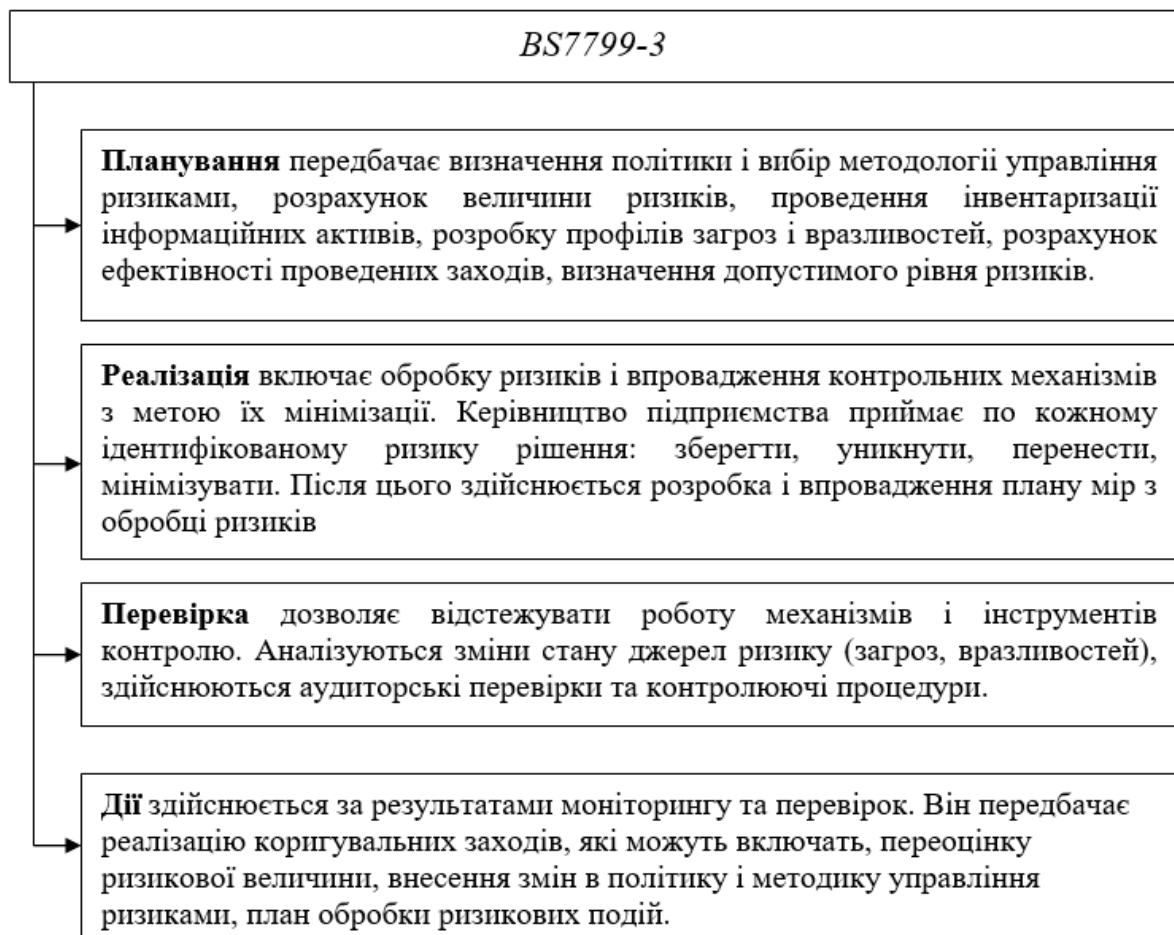 BS7799-3
Планування передбачає визначення політики і вибір методології управління
ризиками, розрахунок величини ризиків, проведення інвентаризації
інформаційних активів, розробку профілів загроз і вразливостей, розрахунок
ефектівності проведених заходів, визначення допустимого рівня ризиків.
Реалізація включає обробку ризиків і впровадження контрольних механізмів
з метою їх мінімізації. Керівництво підприємства приймає по кожному
ідентифікованому ризику рішення: зберегти, уникнути, перенести,
мінімізувати. Після цього здійснюється розробка і впровадження плану мір з
обробці ризиків
Перевірка дозволяє відстежувати роботу механізмів і інструментів
контролю. Аналізуються зміни стану джерел ризику (загроз, вразливостей),
здійснюються аудиторські перевірки та контролюючі процедури.
Дії здійснюється за результатами моніторингу та перевірок. Він передбачає
реалізацію коригувальних заходів, які можуть включать, переоцінку
ризикової величини, внесення змін в політику і методику управління
ризиками, план обробки ризикових подій.